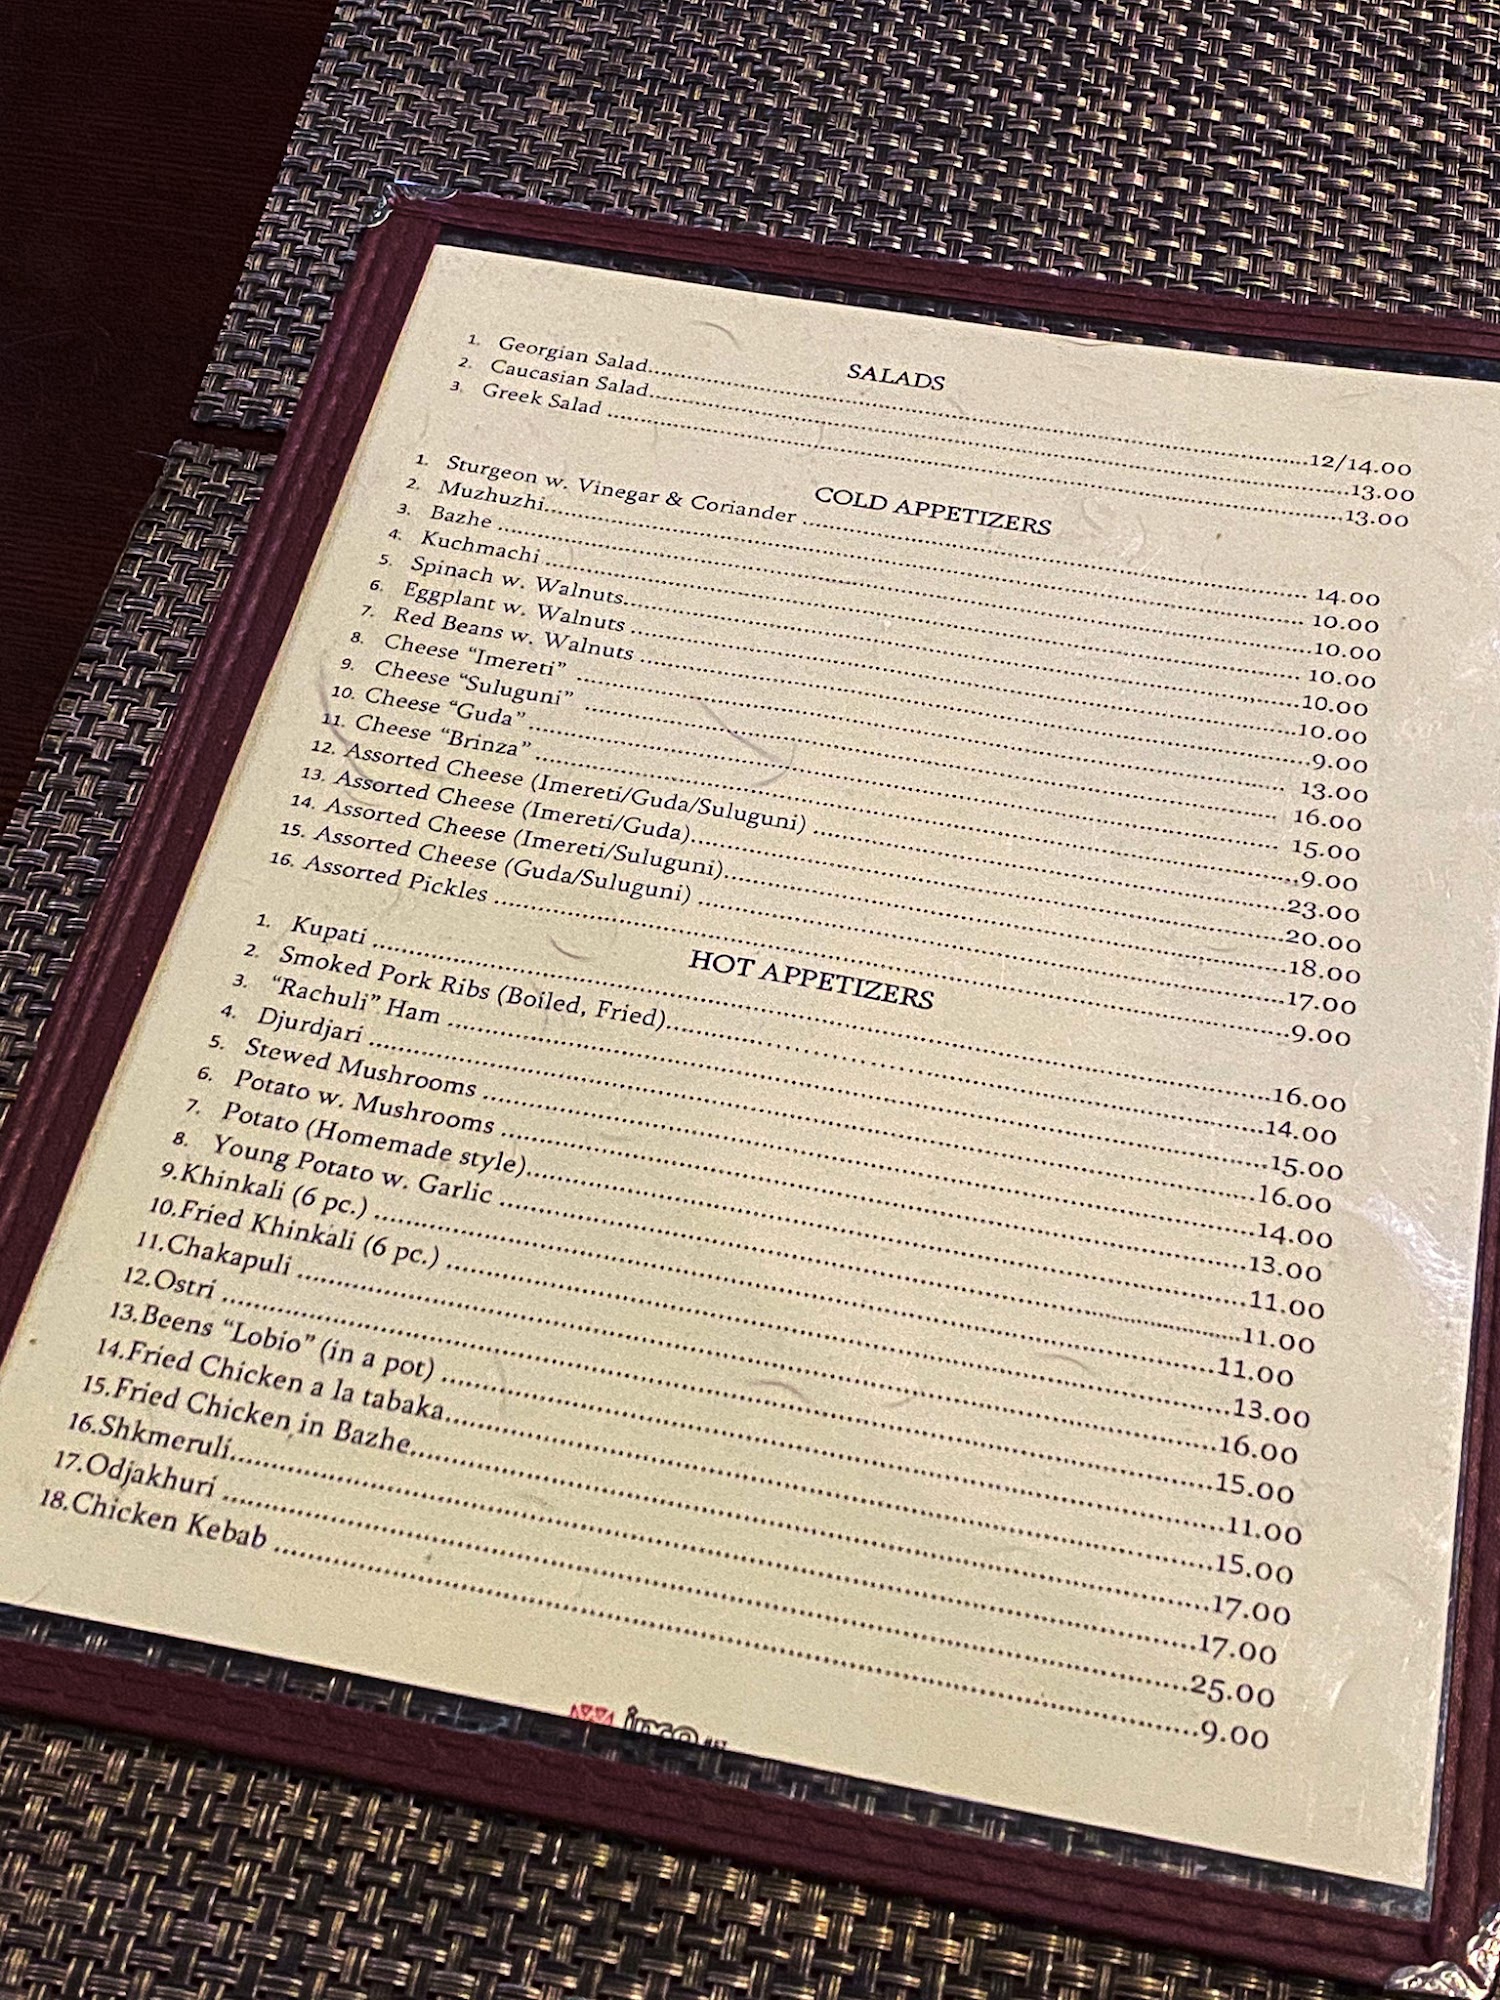 SALADS
1. Georgian Salad..........12/14.00
2. Caucasian Salad..........13.00
3. Greek Salad ..........13.00
COLD APPETIZERS
1. Sturgeon w. Vinegar & Coriander .......... 14.00
2. Muzhuzhi.......... 10.00
3. Bazhe ..........10.00
4. Kuchmachi .......... 10.00
5. Spinach w. Walnuts..........10.00
6. Eggplant w. Walnuts ..........10.00
7. Red Beans w. Walnuts ..........9.00
8. Cheese “Imereti” .......... 13.00
9. Cheese “Suluguni” .......... 16.00
10. Cheese “Guda” .......... 15.00
11. Cheese “Brinza” ..........9.00
12. Assorted Cheese (Imereti/Guda/Suluguni) ..........23.00
13. Assorted Cheese (Imereti/Guda)..........20.00
14. Assorted Cheese (Imereti/Suluguni)..........18.00
15. Assorted Cheese (Guda/Suluguni) ..........17.00
16. Assorted Pickles ..........9.00
HOT APPETIZERS
1. Kupati ..........16.00
2. Smoked Pork Ribs (Boiled, Fried)..........14.00
3. “Rachuli” Ham ..........15.00
4. Djurdjari ..........16.00
5. Stewed Mushrooms ..........14.00
6. Potato w. Mushrooms ..........13.00
7. Potato (Homemade style)..........11.00
8. Young Potato w. Garlic ..........11.00
9.Khinkali (6 pc.) ..........11.00
10.Fried Khinkali (6 pc.) ..........13.00
11.Chakapuli ..........16.00
12.Ostri ..........15.00
13.Beens “Lobio” (in a pot) ..........11.00
14.Fried Chicken a la tabaka..........15.00
15.Fried Chicken in Bazhe..........17.00
16.Shkmeruli..........17.00
17.Odjakhuri ..........25.00
18.Chicken Kebab ..........9.00